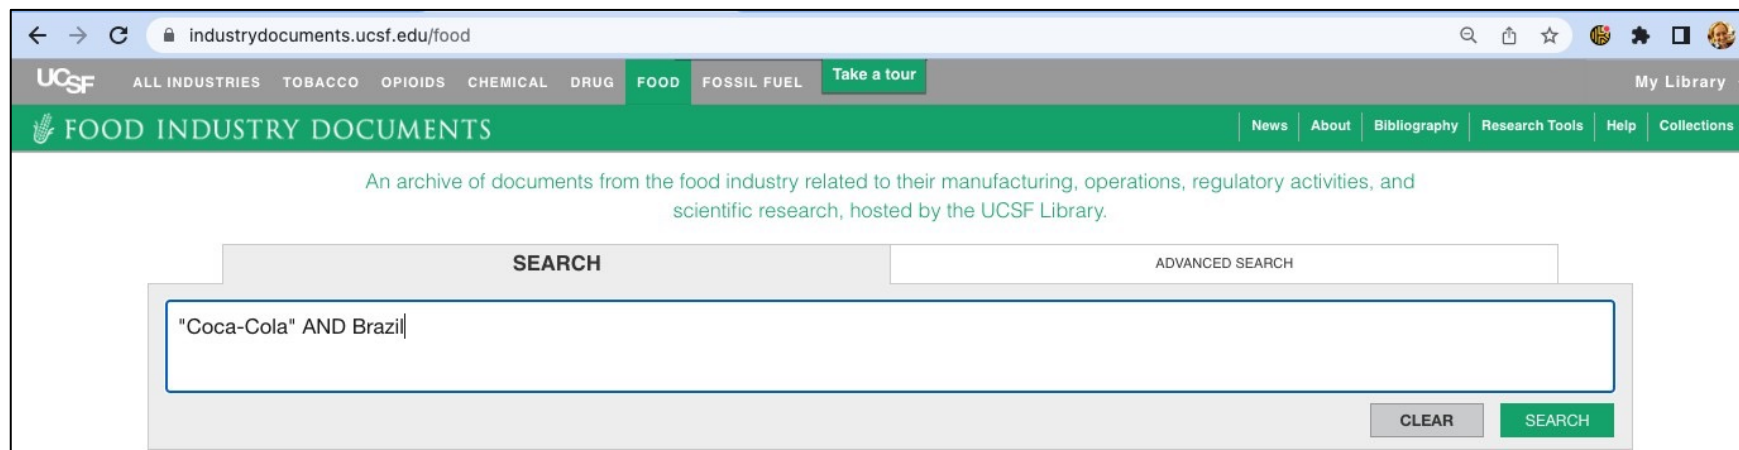 industrydocuments.ucsf.edu/food
UCSF ALL INDUSTRIES TOBACCO OPIOIDS CHEMICAL DRUG FOOD FOSSIL FUEL Take a tour My Library
FOOD INDUSTRY DOCUMENTS News About Bibliography Research Tools Help Collections
An archive of documents from the food industry related to their manufacturing, operations, regulatory activities, and
scientific research, hosted by the UCSF Library.
SEARCH ADVANCED SEARCH
"Coca-Cola" AND Brazil
CLEAR SEARCH